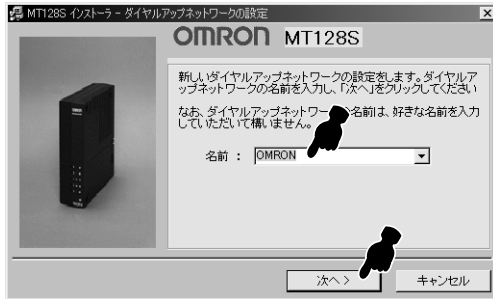 MT128S インストーラ - ダイヤルアップネットワークの設定
OMRON MT128S
新しいダイヤルアップネットワークの設定をします。ダイヤルア
ップネットワークの名前を入力し、「次へ」をクリックしてください
なお、ダイヤルアップネットワー の名前は、好きな名前を入力
していただいて構いません。
名前 : OMRON
次へ > キャンセル